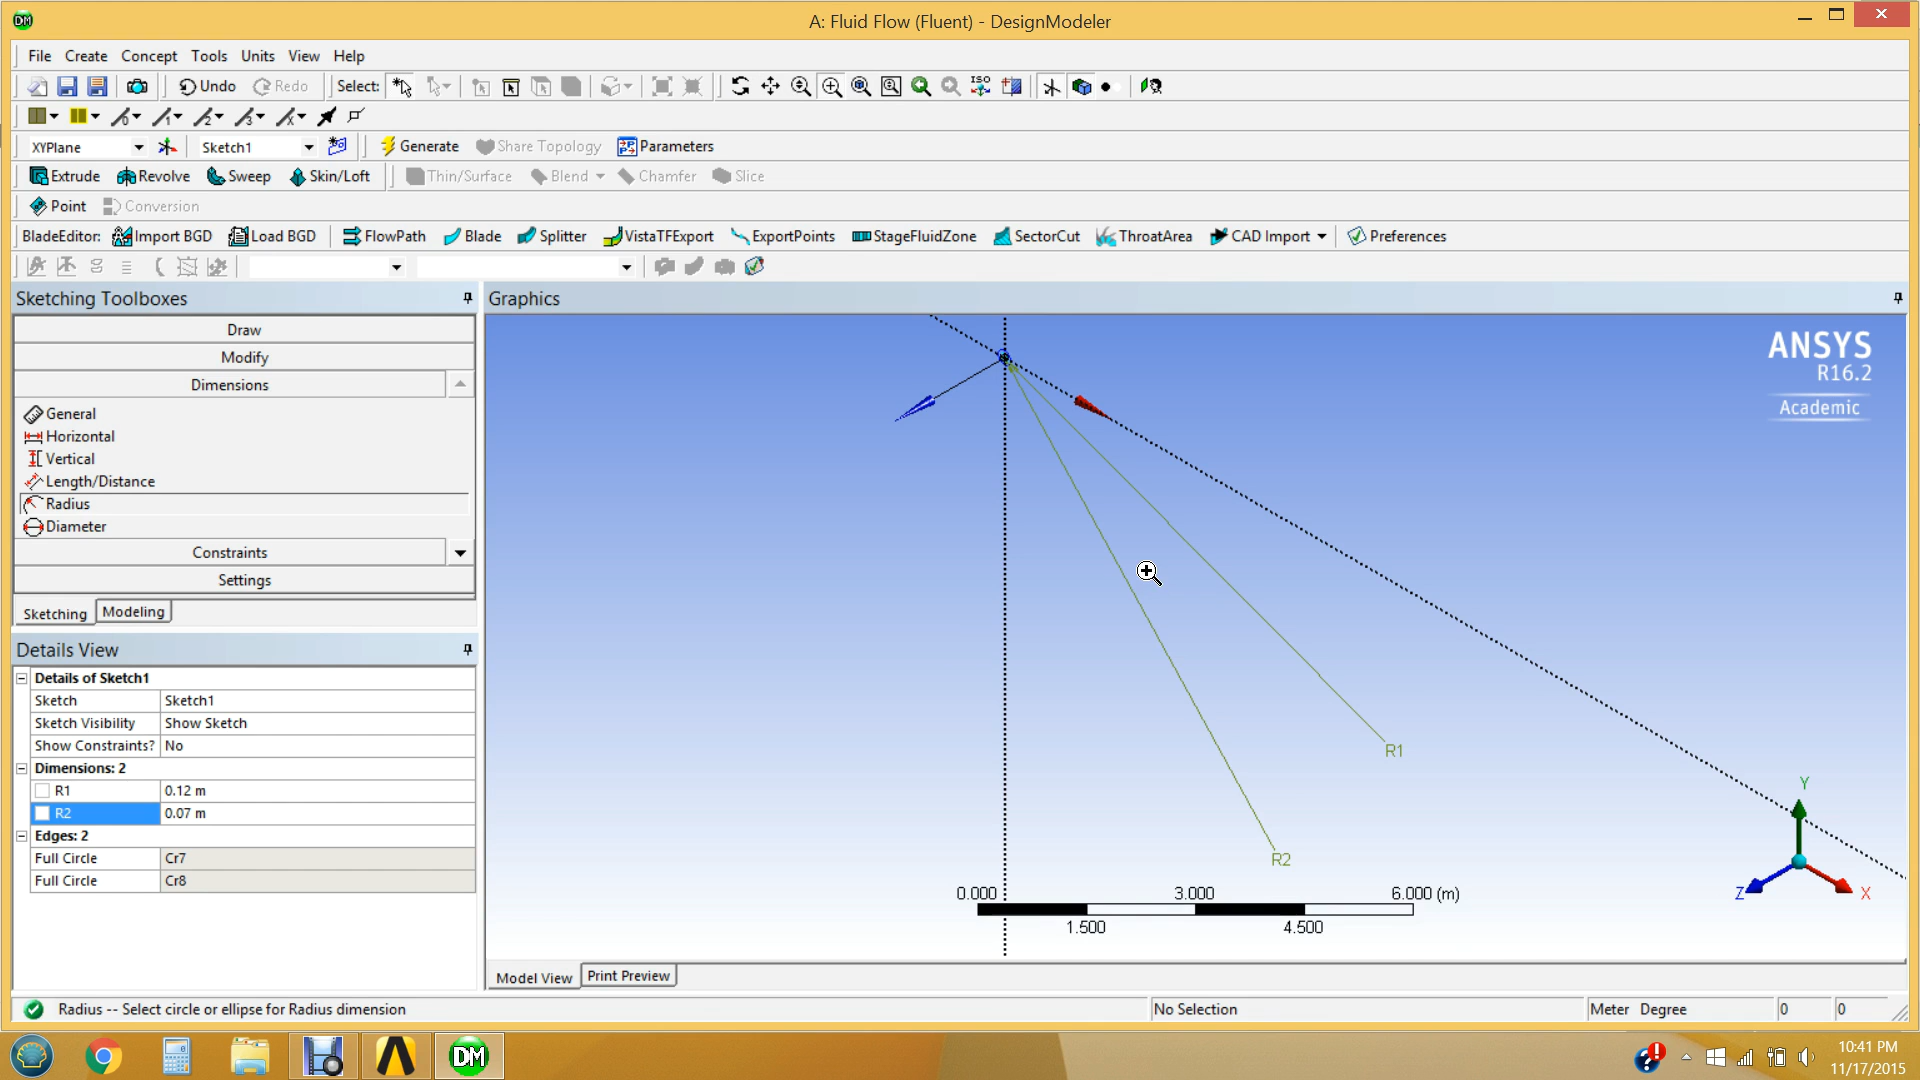 DM
A: Fluid Flow (Fluent) - DesignModeler
File Create Concept Tools Units View Help
Undo Redo Select: ISO
0 1 2 3 x
XYPlane Sketch1 Generate Share Topology Parameters
Extrude Revolve Sweep Skin/Loft Thin/Surface Blend Chamfer Slice
Point Conversion
BladeEditor: Import BGD Load BGD FlowPath Blade Splitter VistaTFExport ExportPoints StageFluidZone SectorCut ThroatArea CAD Import Preferences
Sketching Toolboxes
Draw
Modify
Dimensions
General
Horizontal
Vertical
Length/Distance
Radius
Diameter
Constraints
Settings
Sketching Modeling
Details View
Details of Sketch1
Sketch Sketch1
Sketch Visibility Show Sketch
Show Constraints? No
Dimensions: 2
R1 0.12 m
R2 0.07 m
Edges: 2
Full Circle Cr7
Full Circle Cr8
Graphics
ANSYS
R16.2
Academic
R1
R2
0.000 3.000 6.000 (m)
1.500 4.500
Y
Z X
Model View Print Preview
Radius -- Select circle or ellipse for Radius dimension No Selection Meter Degree 0 0
DM
10:41 PM
11/17/2015